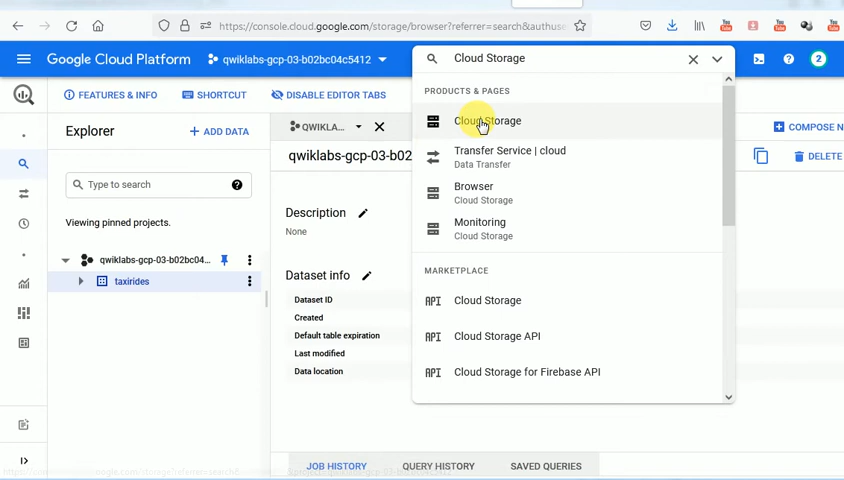 https://console.cloud.google.com/storage/browser?referrer=search&authuse
Google Cloud Platform
qwiklabs-gcp-03-b02bc04c5412
Cloud Storage
2
FEATURES & INFO
SHORTCUT
DISABLE EDITOR TABS
PRODUCTS & PAGES
Explorer
+ ADD DATA
QWIKLA...
Cloud Storage
COMPOSE N
qwiklabs-gcp-03-b02
Transfer Service | cloud
Data Transfer
DELETE
Type to search
Browser
Cloud Storage
Description
None
Viewing pinned projects.
Monitoring
Cloud Storage
qwiklabs-gcp-03-b02bc04...
taxirides
Dataset info
MARKETPLACE
Dataset ID
Created
Default table expiration
Last modified
Data location
Cloud Storage
Cloud Storage API
Cloud Storage for Firebase API
JOB HISTORY
QUERY HISTORY
SAVED QUERIES